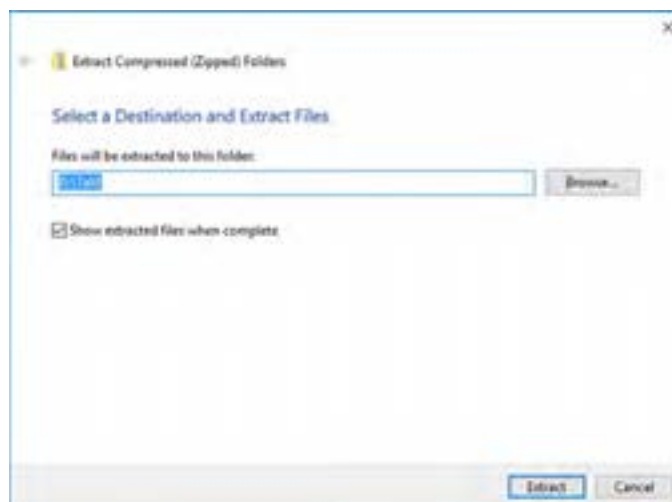 Extract Compressed (Zipped) Folders
Select a Destination and Extract Files
Files will be extracted to this folder:
Browse...
Show extracted files when complete
Extract
Cancel